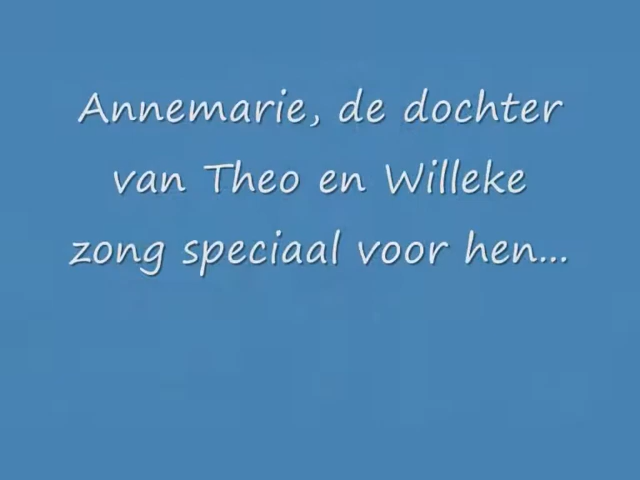 Annemarie, de dochter
van Theo en Willeke
zong speciaal voor hen...